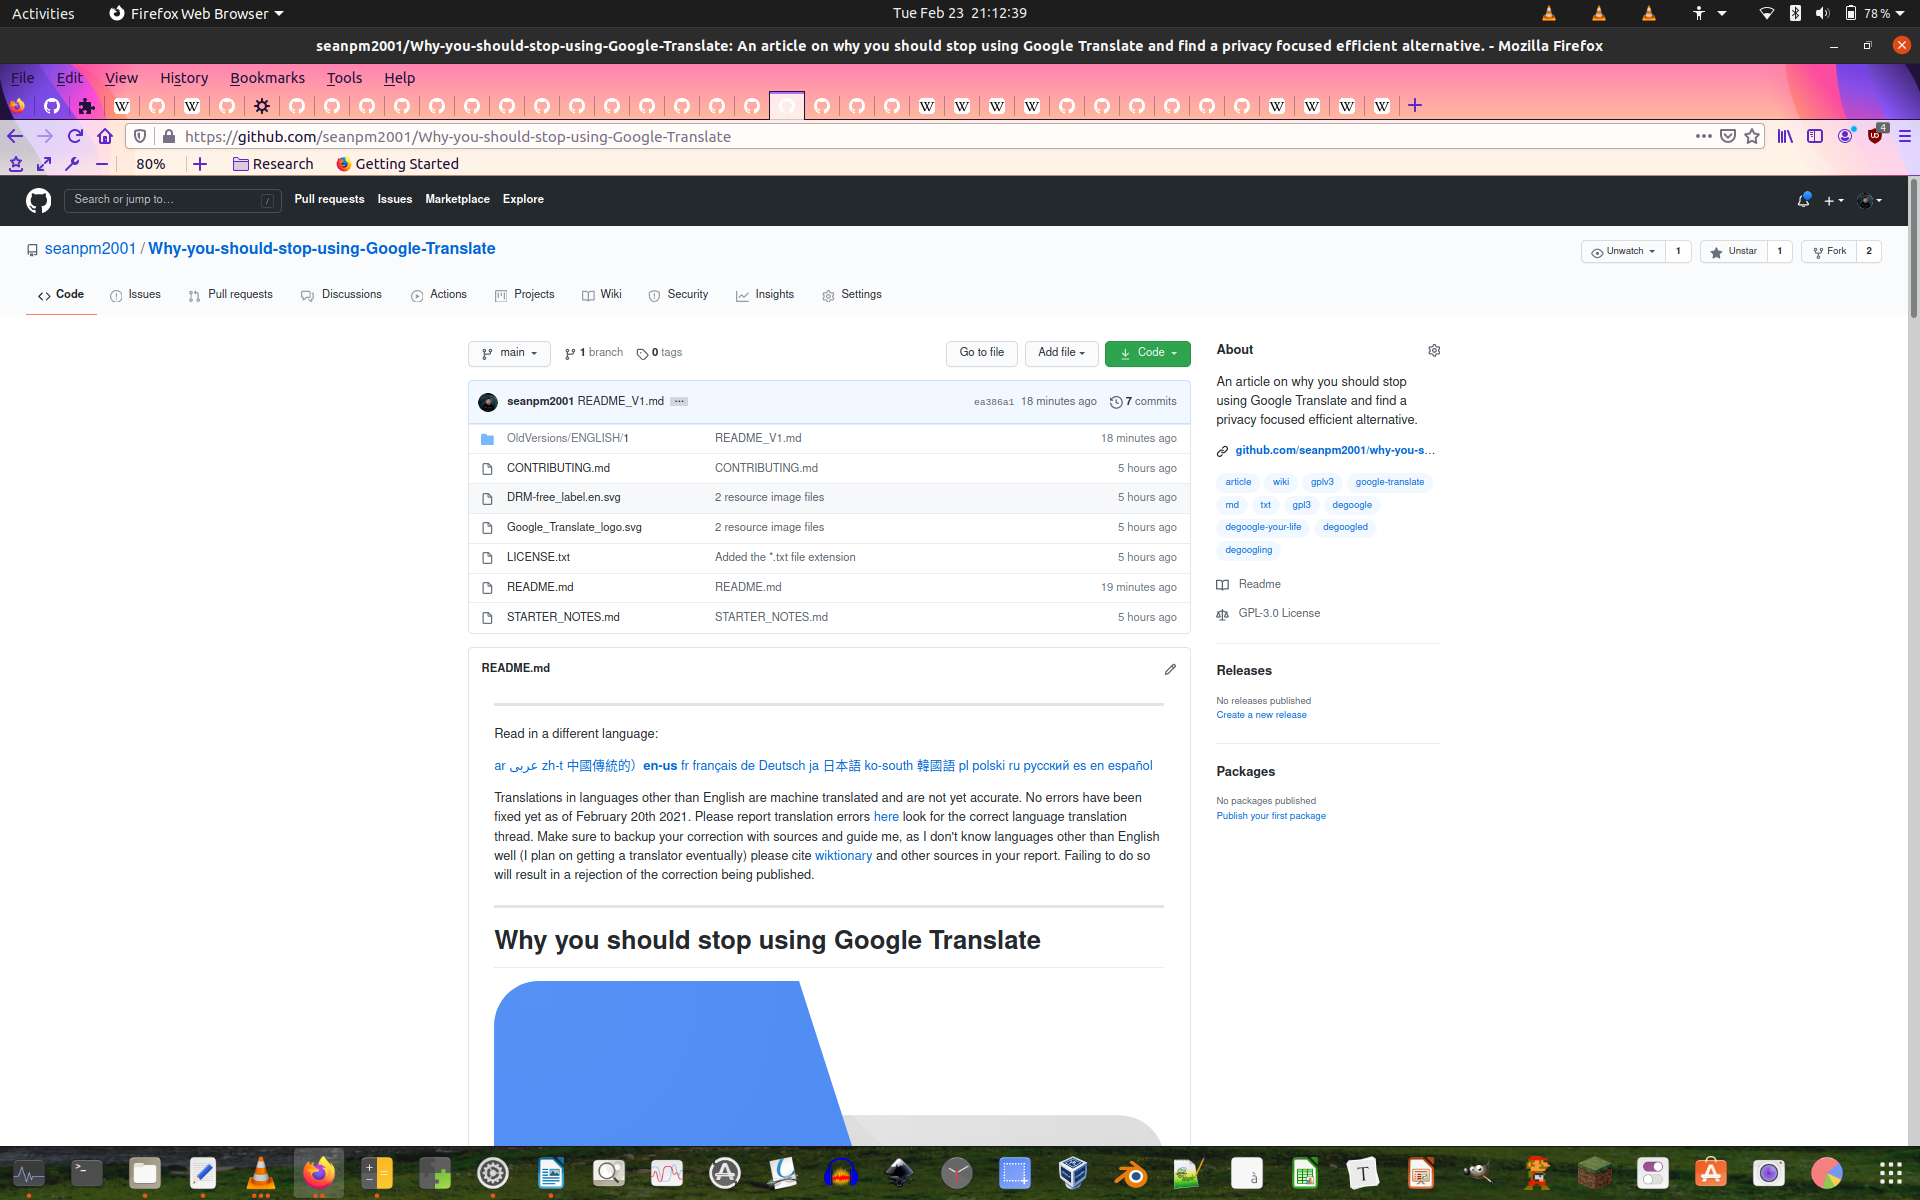 Activities
Firefox Web Browser
Tue Feb 23 21:12:39
78 %
seanpm2001/Why-you-should-stop-using-Google-Translate: An article on why you should stop using Google Translate and find a privacy focused efficient alternative. - Mozilla Firefox
File Edit View History Bookmarks Tools Help
https://github.com/seanpm2001/Why-you-should-stop-using-Google-Translate
4
80%
Research
Getting Started
Search or jump to…
/
Pull requests Issues Marketplace Explore
seanpm2001 / Why-you-should-stop-using-Google-Translate
Unwatch 1
Unstar 1
Fork 2
Code Issues Pull requests Discussions Actions Projects Wiki Security Insights Settings
main
1 branch
0 tags
Go to file
Add file
Code
seanpm2001 README_V1.md
ea386a1 18 minutes ago
7 commits
OldVersions/ENGLISH/1 README_V1.md 18 minutes ago
CONTRIBUTING.md CONTRIBUTING.md 5 hours ago
DRM-free_label.en.svg 2 resource image files 5 hours ago
Google_Translate_logo.svg 2 resource image files 5 hours ago
LICENSE.txt Added the *.txt file extension 5 hours ago
README.md README.md 19 minutes ago
STARTER_NOTES.md STARTER_NOTES.md 5 hours ago
README.md
Read in a different language:
ar عربى zh-t 中國傳統的）en-us fr français de Deutsch ja 日本語 ko-south 韓國語 pl polski ru русский es en español
Translations in languages other than English are machine translated and are not yet accurate. No errors have been
fixed yet as of February 20th 2021. Please report translation errors here look for the correct language translation
thread. Make sure to backup your correction with sources and guide me, as I don't know languages other than English
well (I plan on getting a translator eventually) please cite wiktionary and other sources in your report. Failing to do so
will result in a rejection of the correction being published.
Why you should stop using Google Translate
About
An article on why you should stop
using Google Translate and find a
privacy focused efficient alternative.
github.com/seanpm2001/why-you-s…
article wiki gplv3 google-translate
md txt gpl3 degoogle
degoogle-your-life degoogled
degoogling
Readme
GPL-3.0 License
Releases
No releases published
Create a new release
Packages
No packages published
Publish your first package